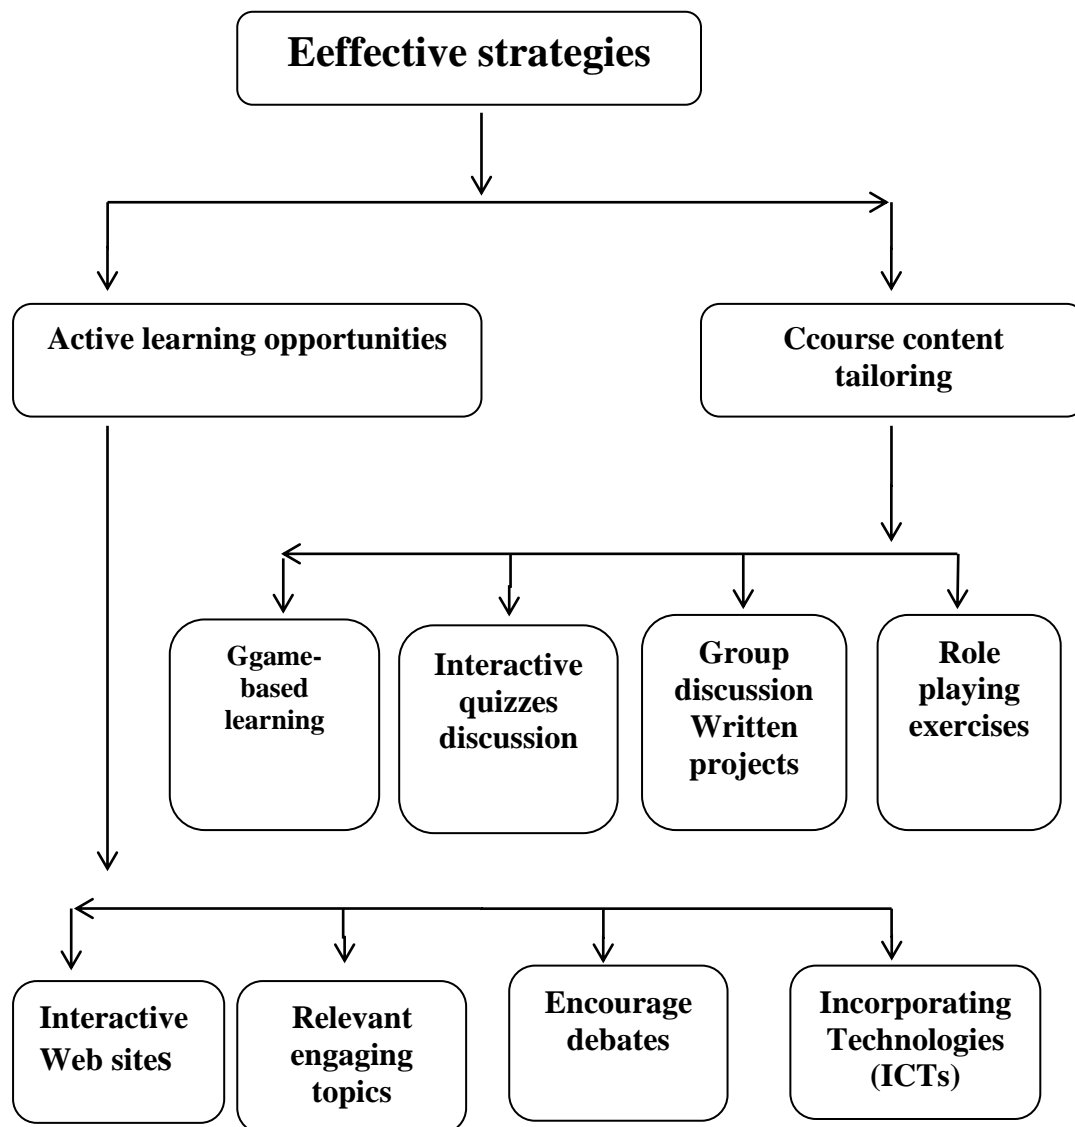 Eeffective strategies
Active learning opportunities
Ccourse content
tailoring
Ggame-
based
learning
Interactive
quizzes
discussion
Group
discussion
Written
projects
Role
playing
exercises
Interactive
Web sites
Relevant
engaging
topics
Encourage
debates
Incorporating
Technologies
(ICTs)